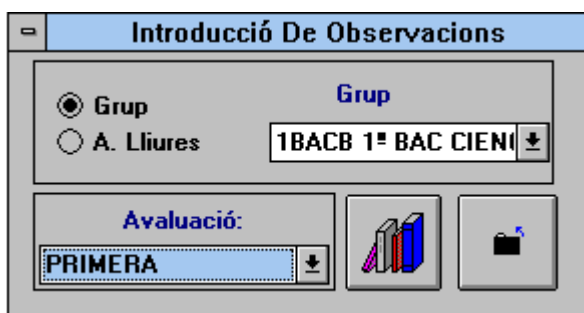 Introducció De Observacions
Grup
Grup
A. Lliures
1BACB 1º BAC CIEN
Avaluació:
PRIMERA